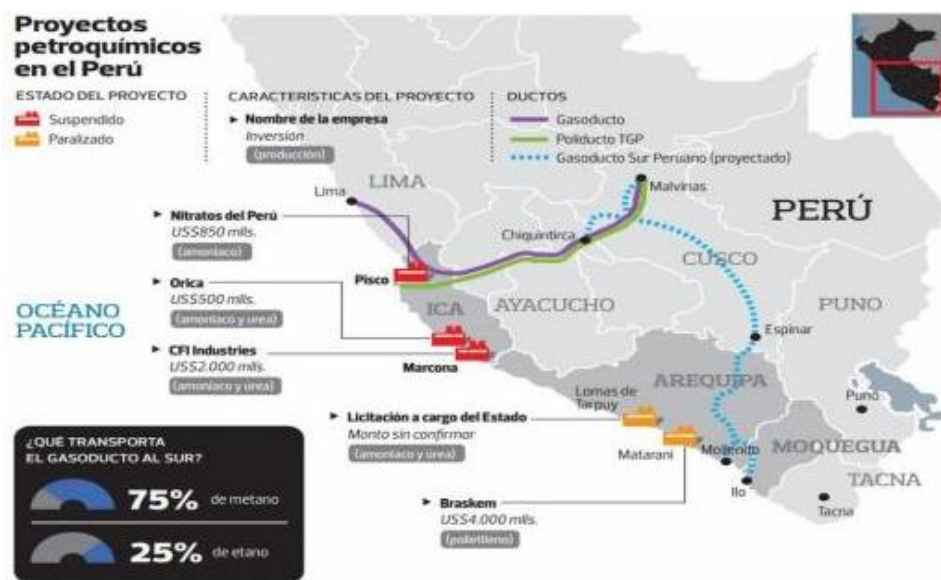 Proyectos
petroquímicos
en el Perú
ESTADO DEL PROYECTO
Suspendido
Paralizado
CARACTERÍSTICAS DEL PROYECTO
Nombre de la empresa
Inversión
(producción)
DUCTOS
Gasoducto
Poliducto TGP
Gasoducto Sur Peruano (proyectado)
Lima
LIMA
Malvinas
PERÚ
Nitratos del Perú
US$850 mlls.
(amoníaco)
Chiquintirca
CUSCO
Pisco
Orica
US$500 mlls.
(amoníaco y urea)
OCÉANO
PACÍFICO
ICA
AYACUCHO
PUNO
Espinar
CFI Industries
US$2.000 mlls.
(amoníaco y urea)
Marcona
AREQUIPA
Lomas de
Tarpuy
Puno
Licitación a cargo del Estado
Monto sin confirmar
(amoníaco y urea)
Matarani
Mollendo
MOQUEGUA
Ilo
TACNA
Tacna
Braskem
US$4.000 mlls.
(polietileno)
¿QUÉ TRANSPORTA
EL GASODUCTO AL SUR?
75% de metano
25% de etano